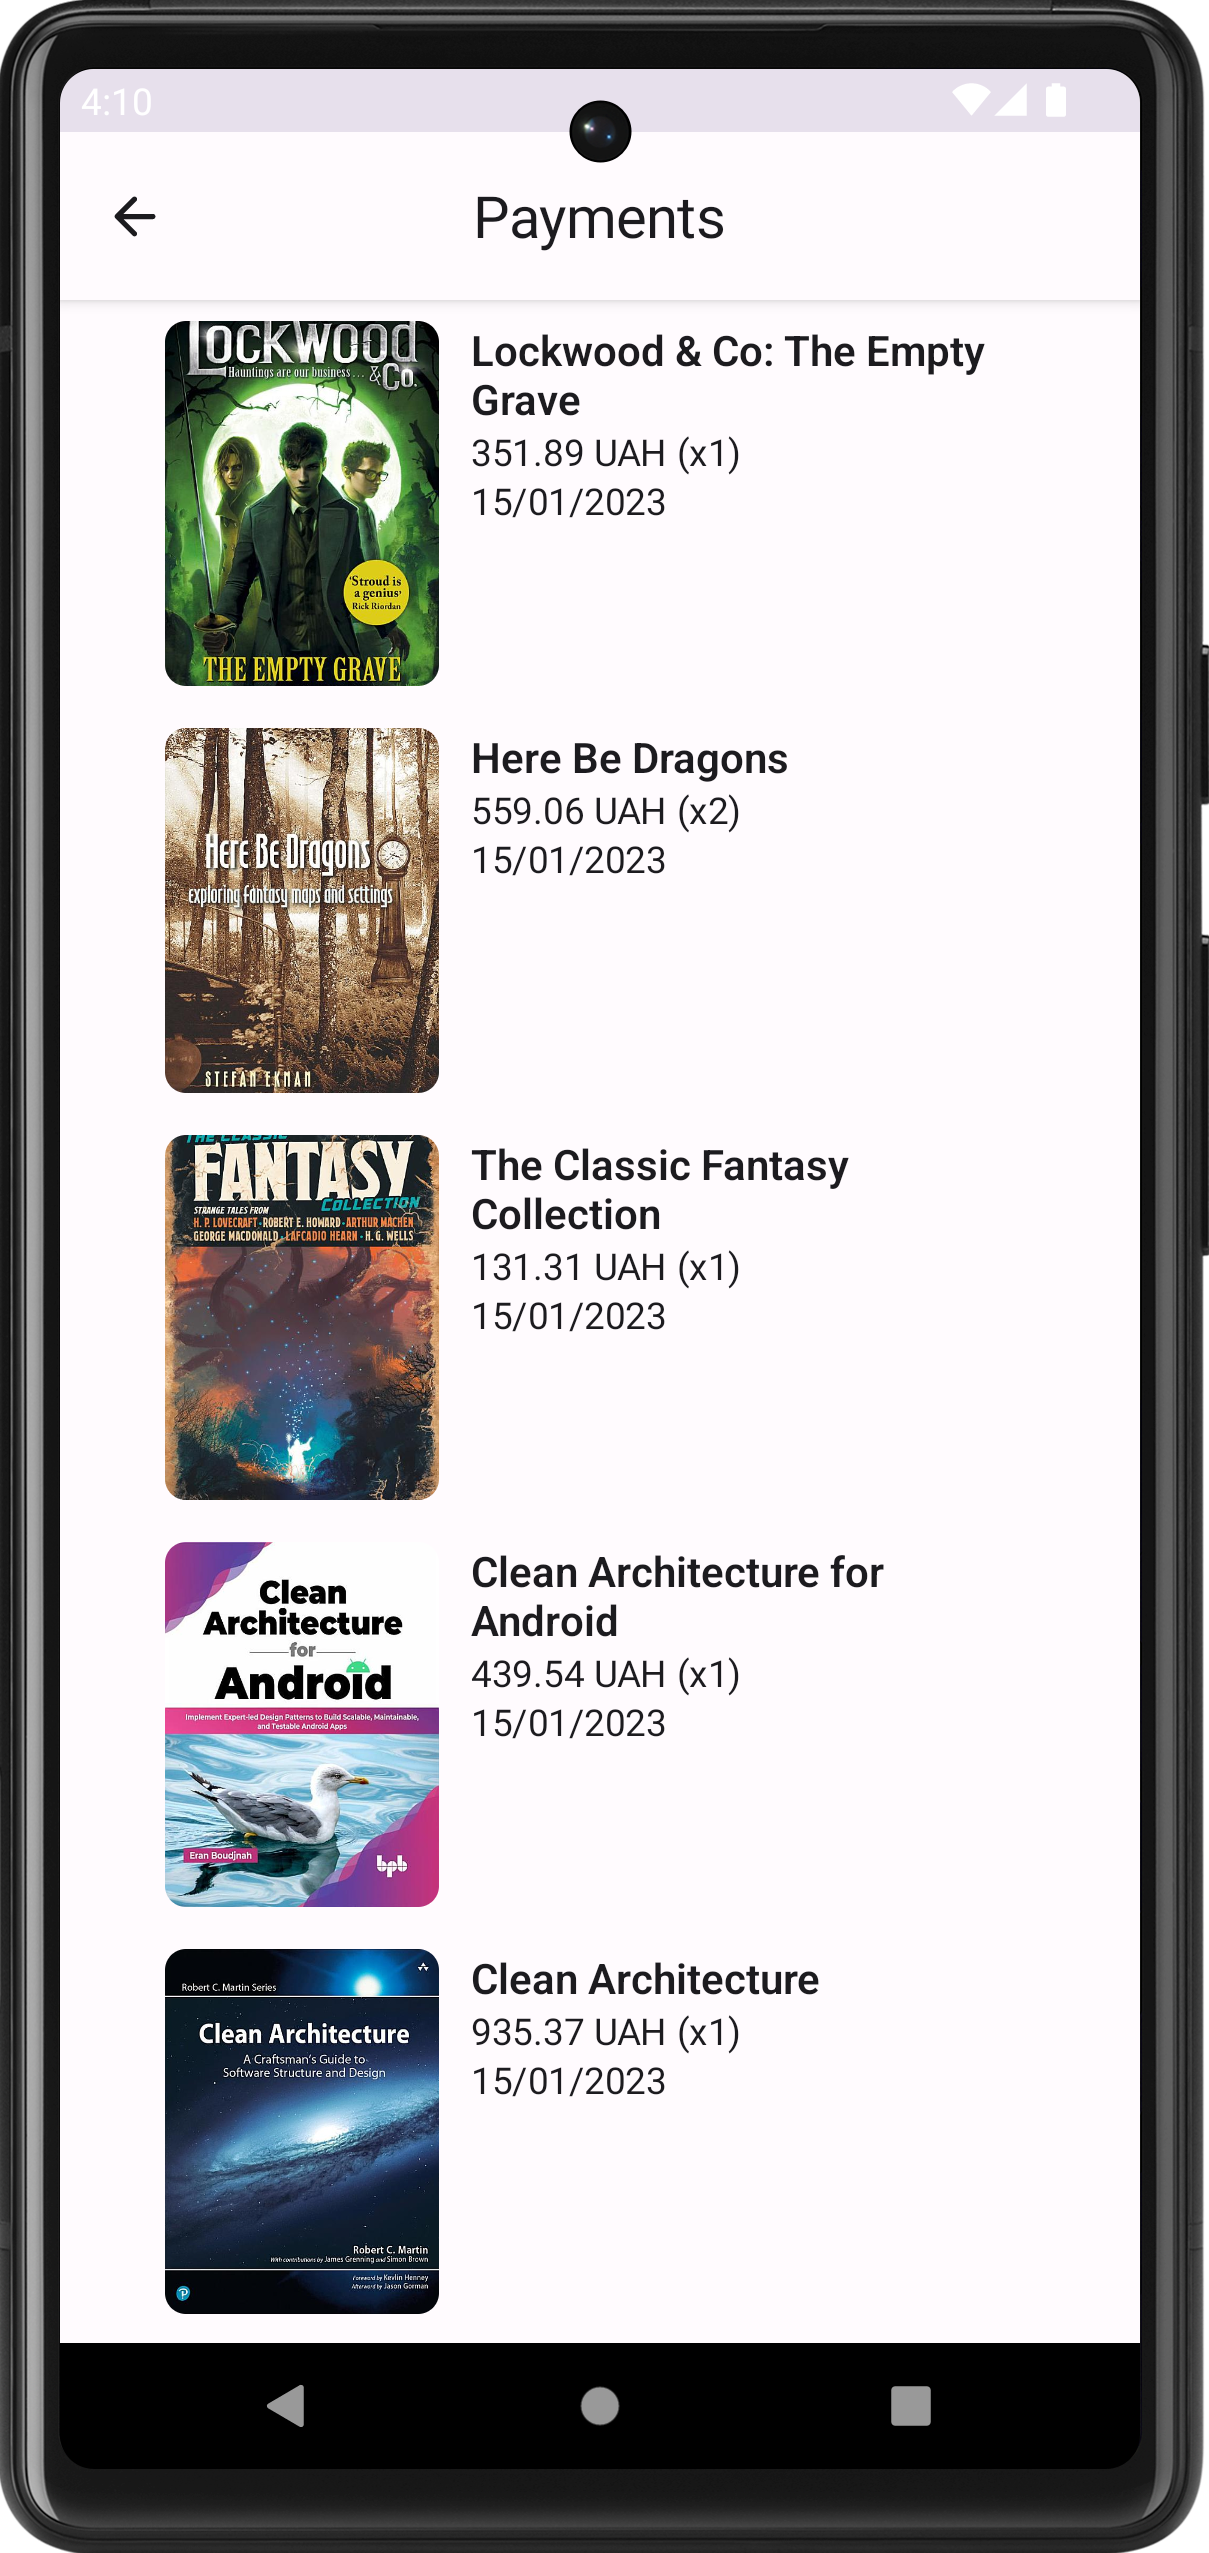 4:10
Payments
LOCKWOOD
Hauntings are our business... & Co.
'Stroud is
a genius'
Rick Riordan
THE EMPTY GRAVE
Lockwood & Co: The Empty
Grave
351.89 UAH (x1)
15/01/2023
Here Be Dragons
exploring fantasy maps and settings
STEFAN EKMAN
Here Be Dragons
559.06 UAH (x2)
15/01/2023
THE CLASSIC
FANTASY
COLLECTION
STRANGE TALES FROM
H. P. LOVECRAFT · ROBERT E. HOWARD · ARTHUR MACHEN
GEORGE MACDONALD · LAFCADIO HEARN · H. G. WELLS
The Classic Fantasy
Collection
131.31 UAH (x1)
15/01/2023
Clean
Architecture
for
Android
Implement Expert-led Design Patterns to Build Scalable, Maintainable,
and Testable Android Apps
Eran Boudjnah
bpb
Clean Architecture for
Android
439.54 UAH (x1)
15/01/2023
Robert C. Martin Series
Clean Architecture
A Craftsman's Guide to
Software Structure and Design
Robert C. Martin
With contributions by James Grenning and Simon Brown
Foreword by Kevlin Henney
Afterword by Jason Gorman
P
Clean Architecture
935.37 UAH (x1)
15/01/2023